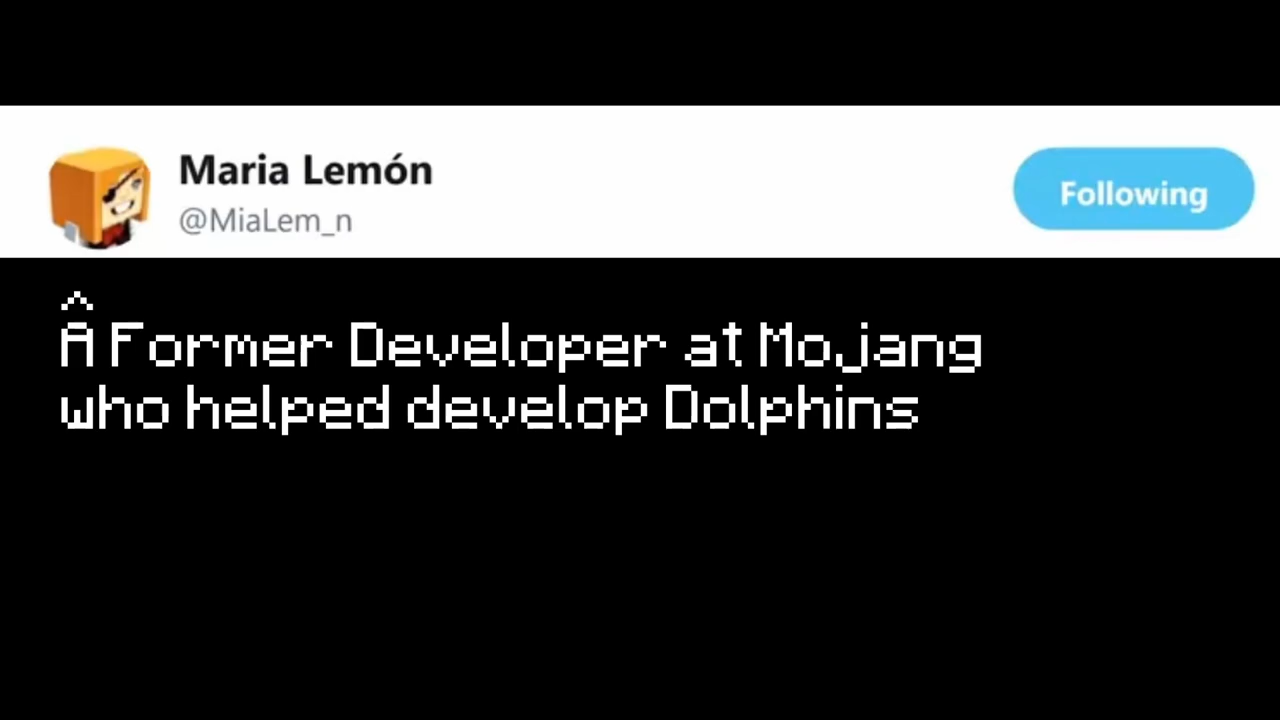 Maria Lemón
@MiaLem_n
Following
^
A Former Developer at Mojang
who helped develop Dolphins